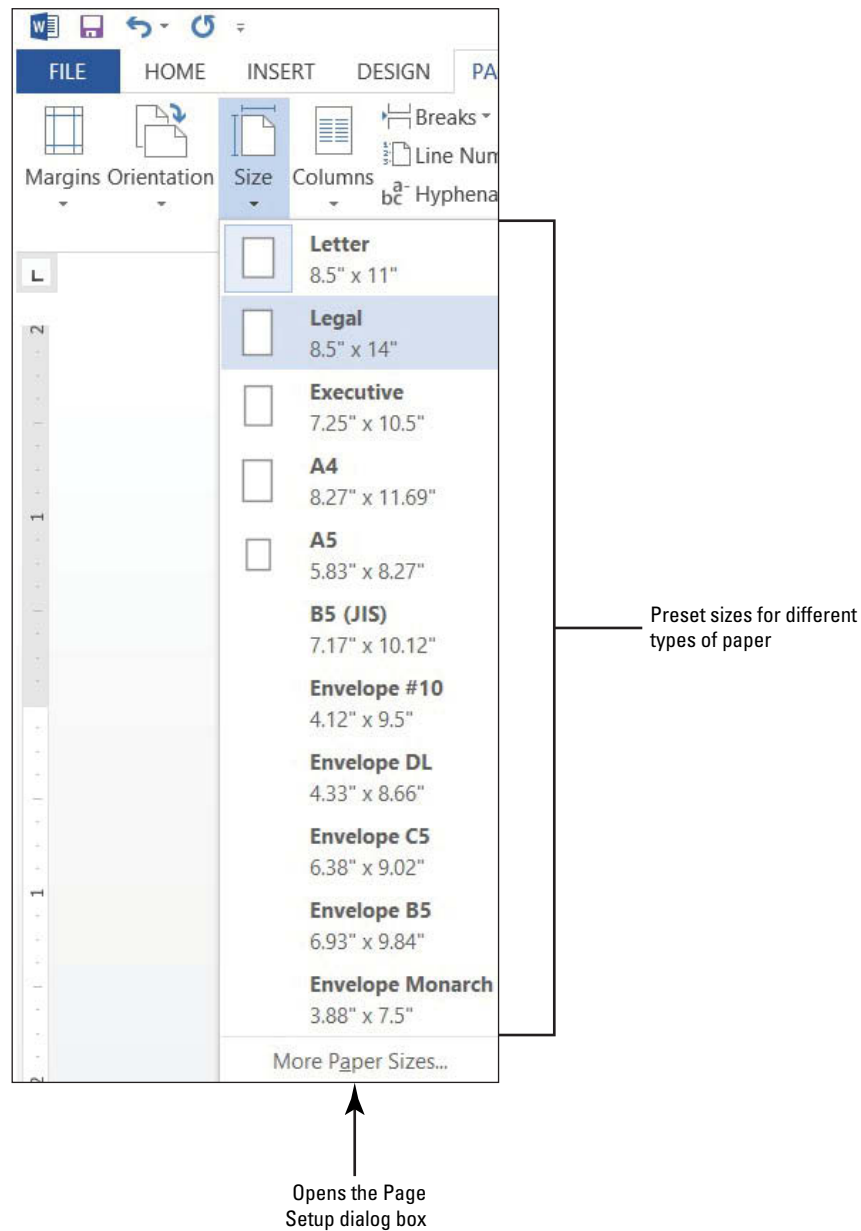 FILE HOME INSERT DESIGN PA
Breaks
Line Num
Hyphena
Margins Orientation Size Columns
L
Letter
8.5" x 11"
Legal
8.5" x 14"
Executive
7.25" x 10.5"
A4
8.27" x 11.69"
A5
5.83" x 8.27"
B5 (JIS)
7.17" x 10.12"
Envelope #10
4.12" x 9.5"
Envelope DL
4.33" x 8.66"
Envelope C5
6.38" x 9.02"
Envelope B5
6.93" x 9.84"
Envelope Monarch
3.88" x 7.5"
More Paper Sizes...
2
1
1
2
Preset sizes for different
types of paper
Opens the Page
Setup dialog box